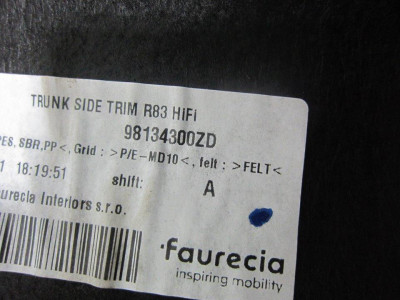 TRUNK SIDE TRIM R83 HIFI
98134300ZD
PES, SBR.PP<, Grid : >P/E-MD10<, felt : >FELT<
1 18:19:51 shift: A
aurecia Interiors s.r.o.
faurecia
inspiring mobility